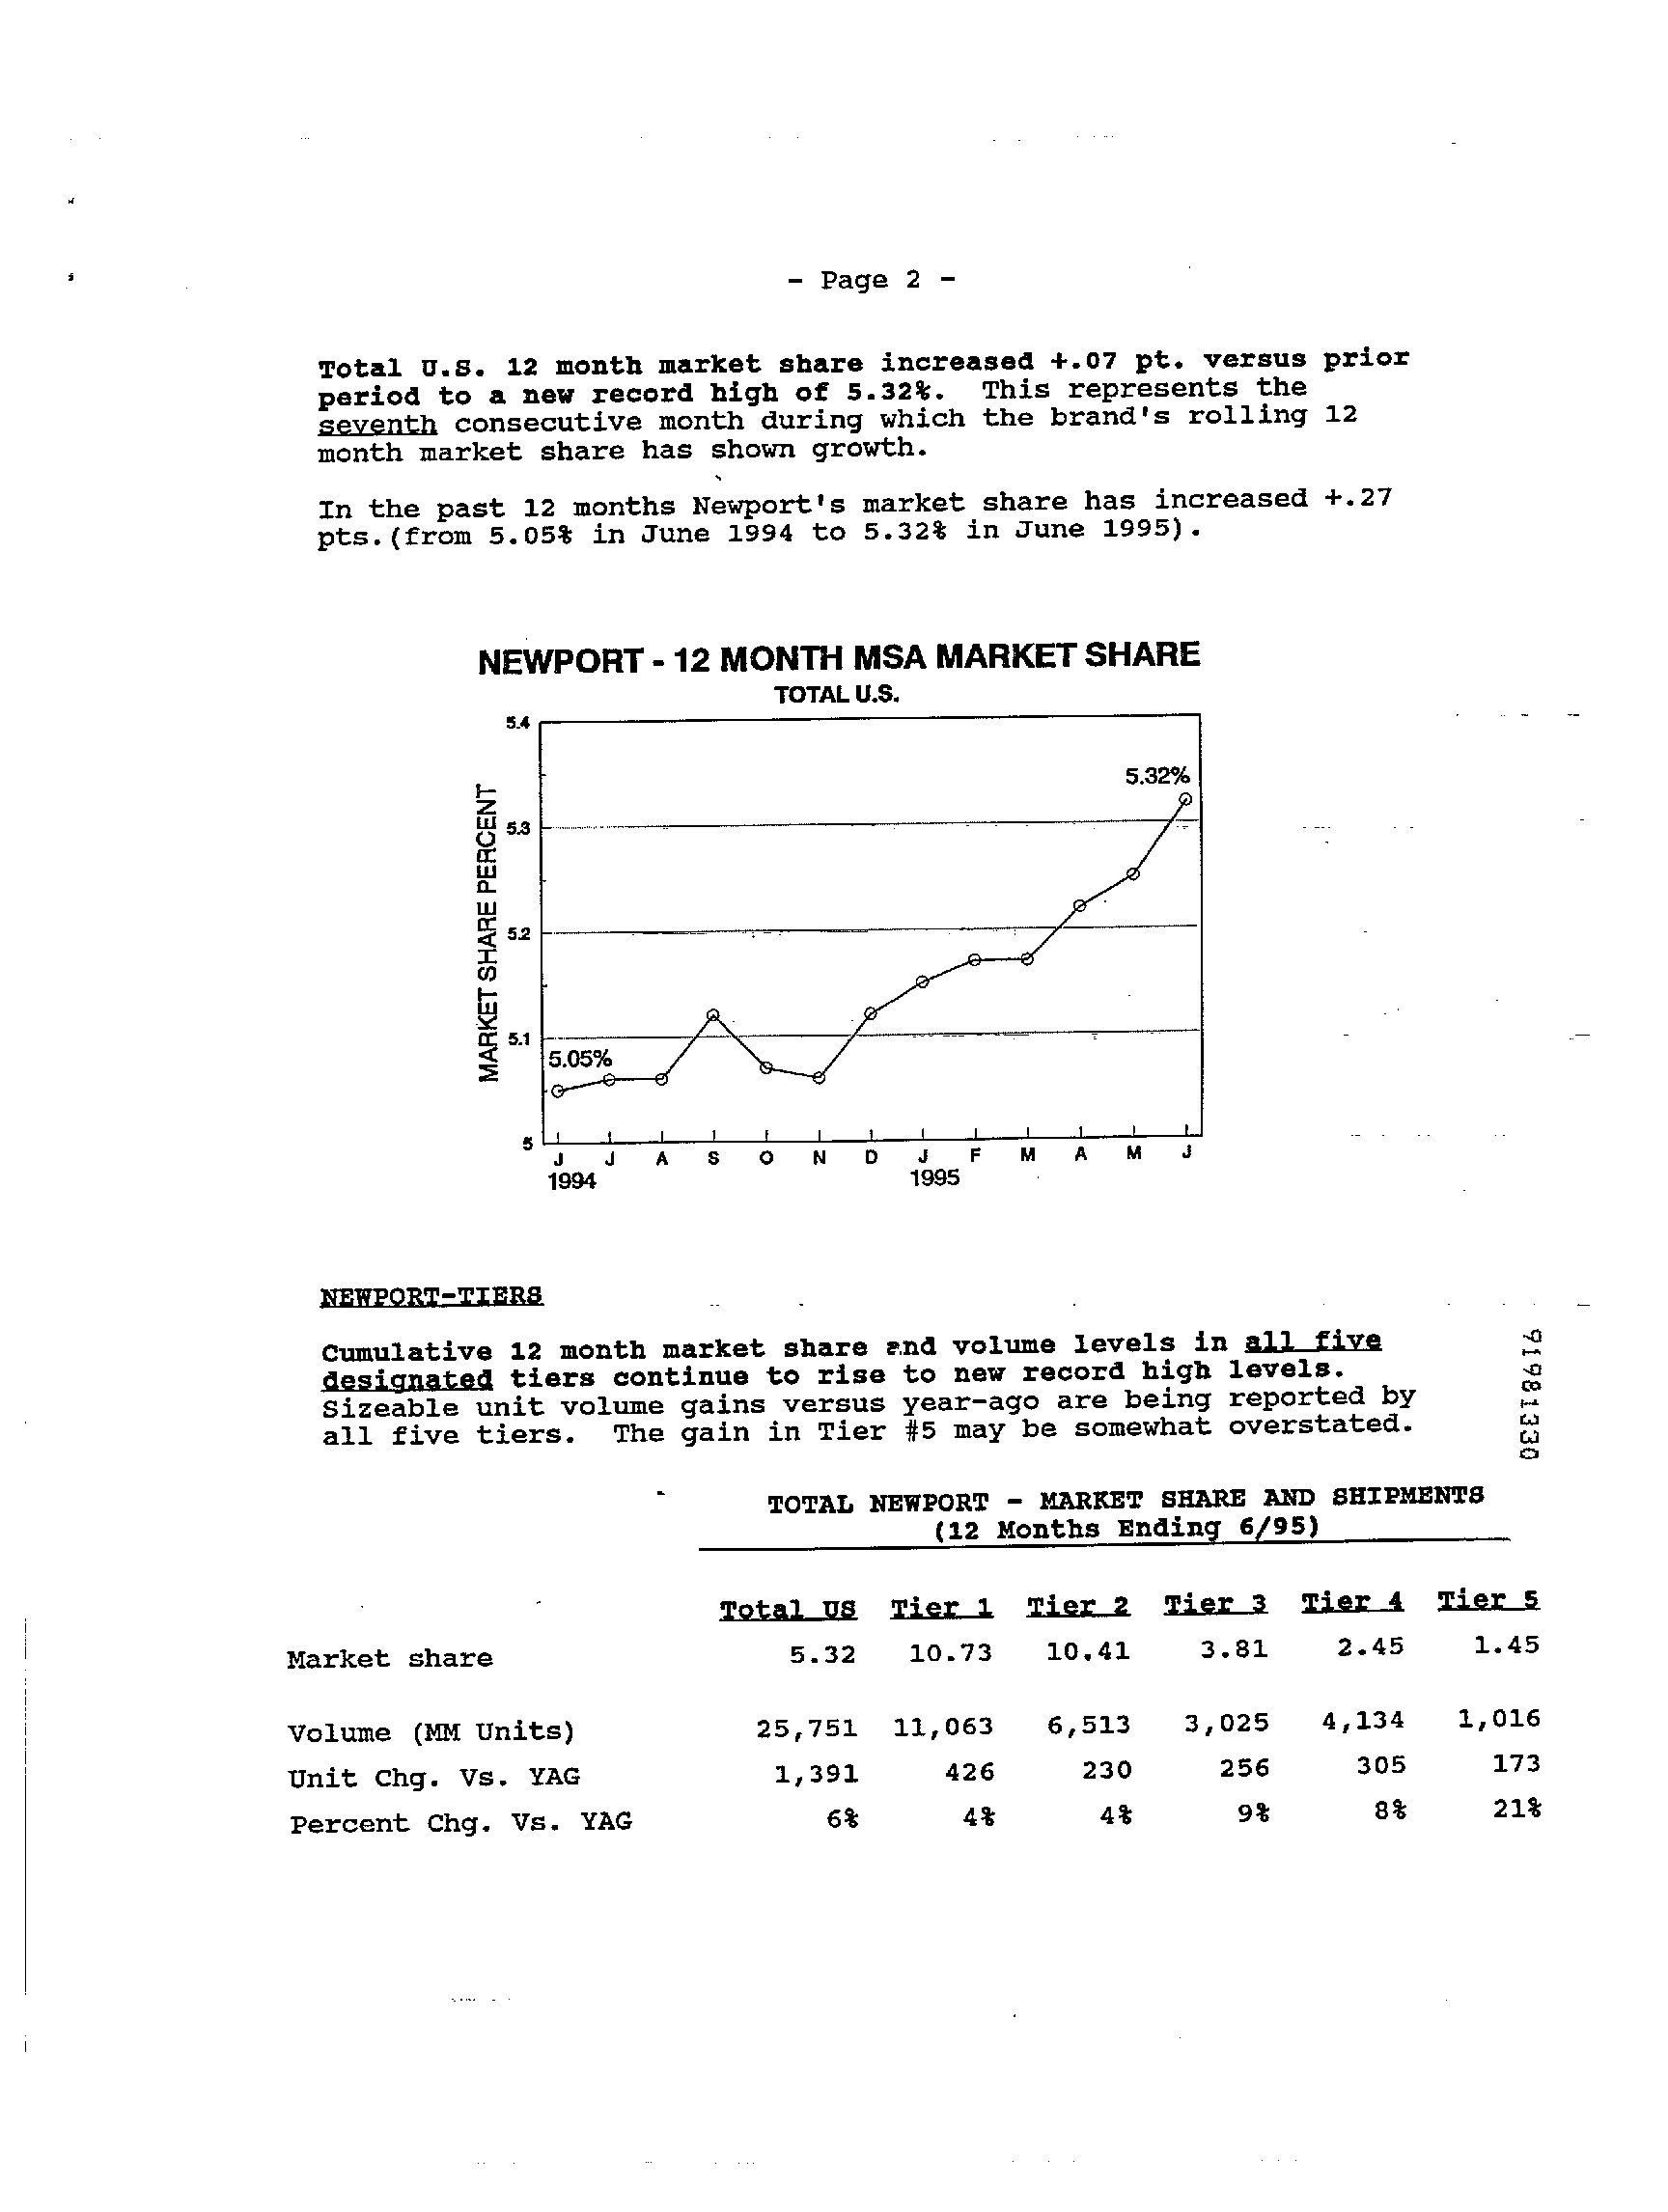 - Page 2 -
Total U.S. 12 month market share increased +.07 pt. versus prior
period to a new record high of 5.32%. This represents the
seventh consecutive month during which the brand's rolling 12
month market share has shown growth.
In the past 12 months Newport's market share has increased +.27
pts.(from 5.05% in June 1994 to 5.32% in June 1995).
NEWPORT - 12 MONTH MSA MARKET SHARE
TOTAL U.S.
MARKET SHARE PERCENT
5.4
5.3
5.2
5.1
5
5.05%
5.32%
J J A S O N D J F M A M J
1994 1995
NEWPORT-TIERS
Cumulative 12 month market share and volume levels in all five
designated tiers continue to rise to new record high levels.
Sizeable unit volume gains versus year-ago are being reported by
all five tiers. The gain in Tier #5 may be somewhat overstated.
91981330
TOTAL NEWPORT - MARKET SHARE AND SHIPMENTS
(12 Months Ending 6/95)
Total US Tier 1 Tier 2 Tier 3 Tier 4 Tier 5
Market share 5.32 10.73 10.41 3.81 2.45 1.45
Volume (MM Units) 25,751 11,063 6,513 3,025 4,134 1,016
Unit Chg. Vs. YAG 1,391 426 230 256 305 173
Percent Chg. Vs. YAG 6% 4% 4% 9% 8% 21%